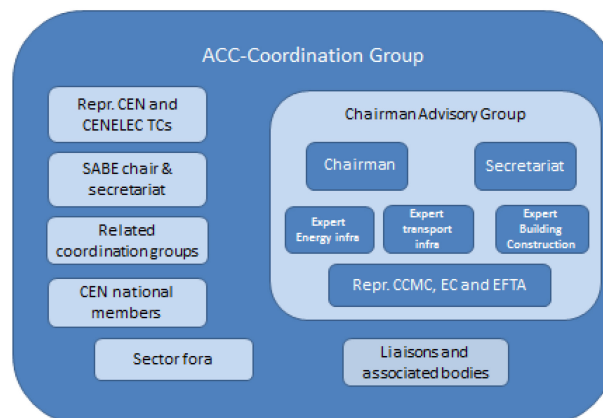 ACC-Coordination Group
Repr. CEN and
CENELEC TCs
SABE chair &
secretariat
Related
coordination groups
CEN national
members
Sector fora
Chairman Advisory Group
Chairman
Secretariat
Expert
Energy infra
Expert
transport
infra
Expert
Building
Construction
Repr. CCMC, EC and EFTA
Liaisons and
associated bodies